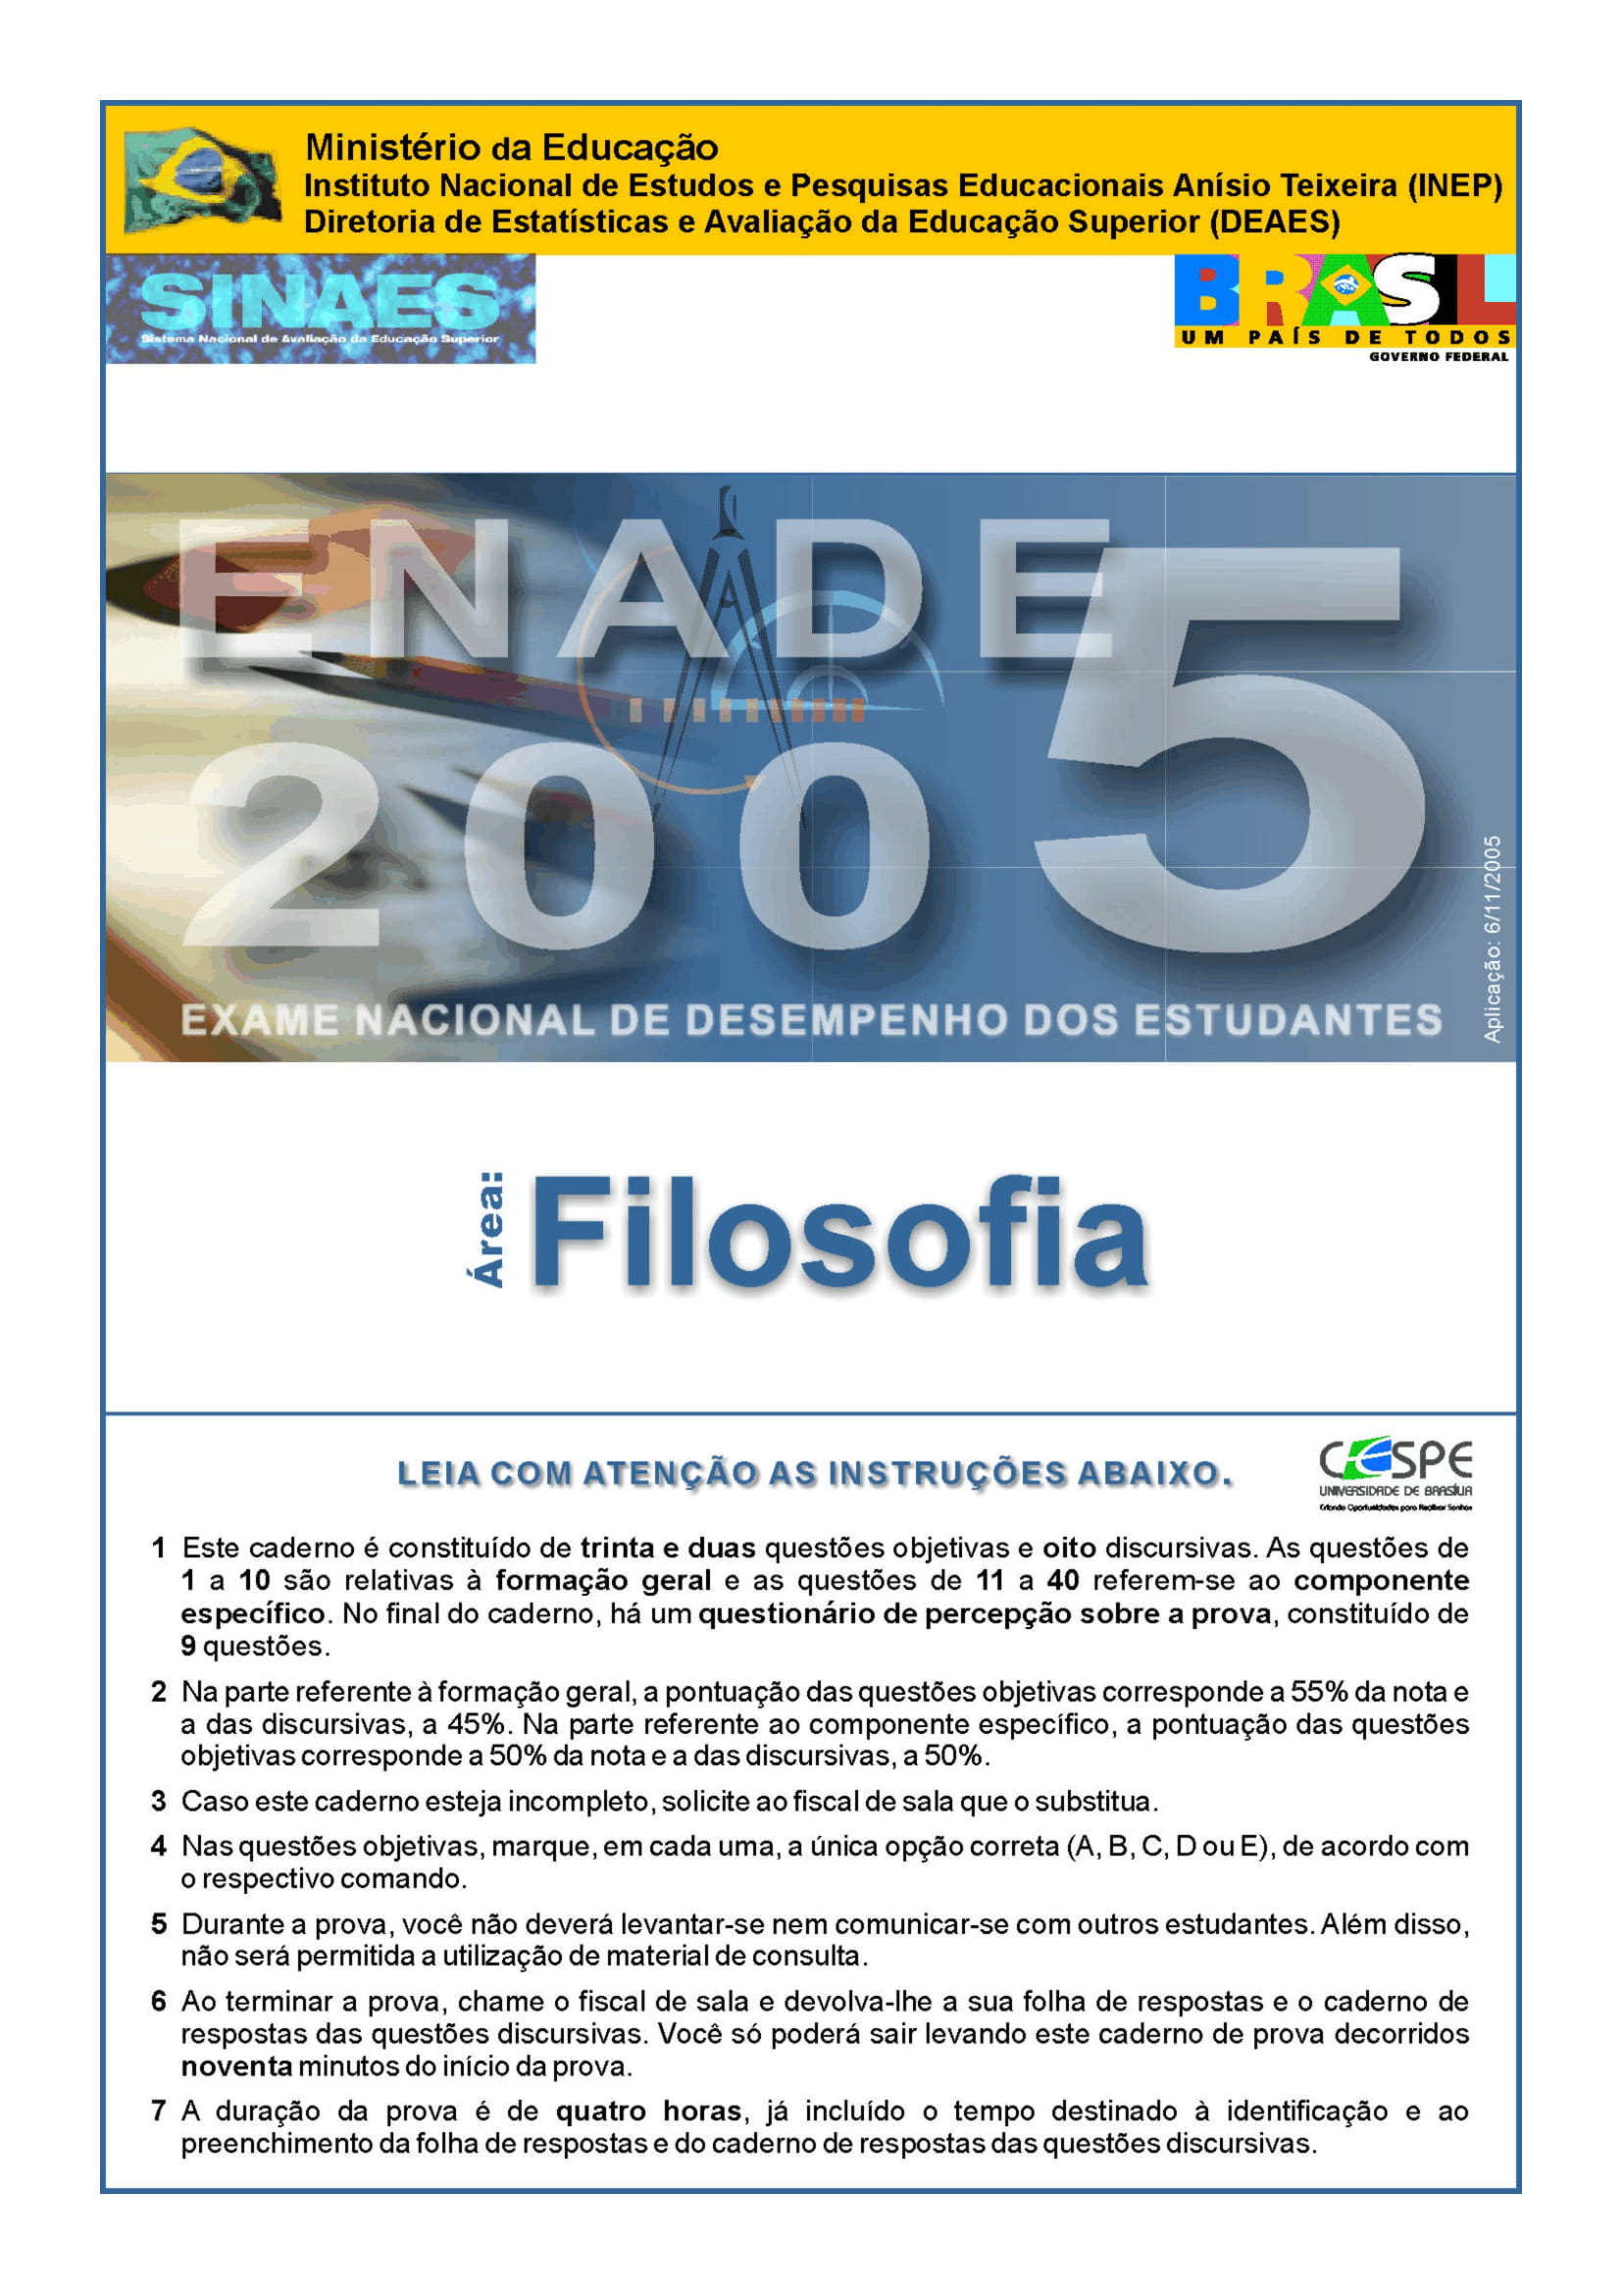 Ministério da Educação
Instituto Nacional de Estudos e Pesquisas Educacionais Anísio Teixeira (INEP)
Diretoria de Estatísticas e Avaliação da Educação Superior (DEAES)
SINAES
Sistema Nacional de Avaliação da Educação Superior
BRASIL
UM PAÍS DE TODOS
GOVERNO FEDERAL
ENADE
2005
EXAME NACIONAL DE DESEMPENHO DOS ESTUDANTES
Aplicação: 6/11/2005
Área: Filosofia
LEIA COM ATENÇÃO AS INSTRUÇÕES ABAIXO.
CESPE
UNIVERSIDADE DE BRASÍLIA
Criando Oportunidades para Realizar Sonhos
1 Este caderno é constituído de trinta e duas questões objetivas e oito discursivas. As questões de
1 a 10 são relativas à formação geral e as questões de 11 a 40 referem-se ao componente
específico. No final do caderno, há um questionário de percepção sobre a prova, constituído de
9 questões.
2 Na parte referente à formação geral, a pontuação das questões objetivas corresponde a 55% da nota e
a das discursivas, a 45%. Na parte referente ao componente específico, a pontuação das questões
objetivas corresponde a 50% da nota e a das discursivas, a 50%.
3 Caso este caderno esteja incompleto, solicite ao fiscal de sala que o substitua.
4 Nas questões objetivas, marque, em cada uma, a única opção correta (A, B, C, D ou E), de acordo com
o respectivo comando.
5 Durante a prova, você não deverá levantar-se nem comunicar-se com outros estudantes. Além disso,
não será permitida a utilização de material de consulta.
6 Ao terminar a prova, chame o fiscal de sala e devolva-lhe a sua folha de respostas e o caderno de
respostas das questões discursivas. Você só poderá sair levando este caderno de prova decorridos
noventa minutos do início da prova.
7 A duração da prova é de quatro horas, já incluído o tempo destinado à identificação e ao
preenchimento da folha de respostas e do caderno de respostas das questões discursivas.